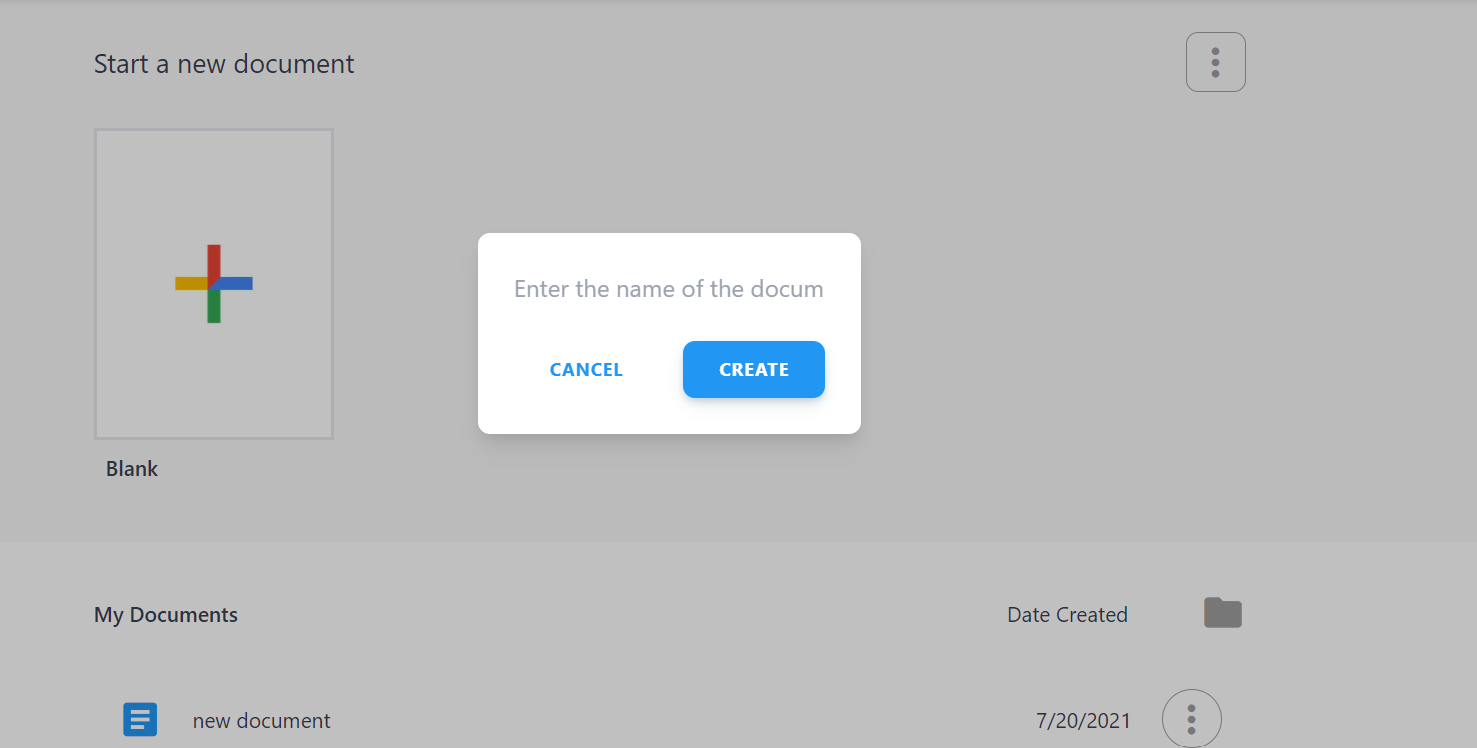 Start a new document
Enter the name of the docum
CANCEL
CREATE
Blank
My Documents
Date Created
new document
7/20/2021